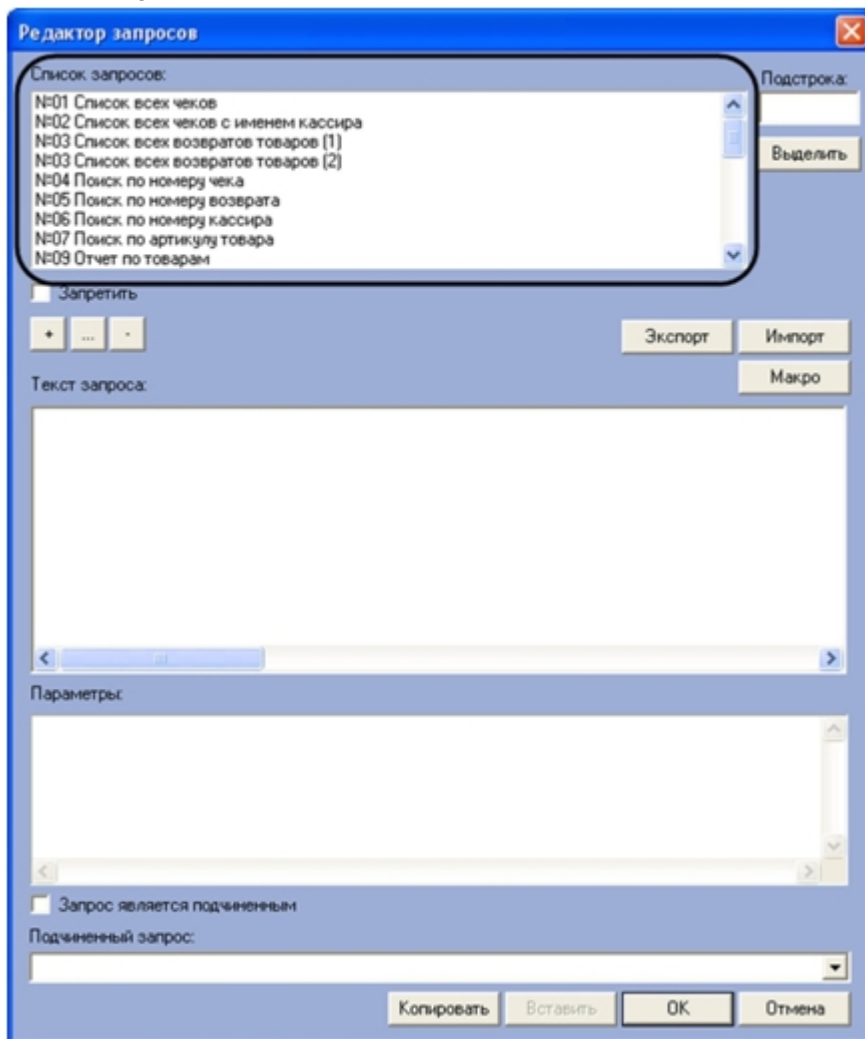 Редактор запросов
Список запросов:
Подстрока:
№01 Список всех чеков
№02 Список всех чеков с именем кассира
№03 Список всех возвратов товаров (1)
№03 Список всех возвратов товаров (2)
№04 Поиск по номеру чека
№05 Поиск по номеру возврата
№06 Поиск по номеру кассира
№07 Поиск по артикулу товара
№09 Отчет по товарам
Выделить
Запретить
+ ... -
Экспорт Импорт
Макро
Текст запроса:
Параметры:
Запрос является подчиненным
Подчиненный запрос:
Копировать Вставить OK Отмена